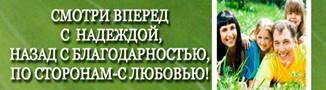 СМОТРИ ВПЕРЕД
С НАДЕЖДОЙ,
НАЗАД С БЛАГОДАРНОСТЬЮ,
ПО СТОРОНАМ-С ЛЮБОВЬЮ!